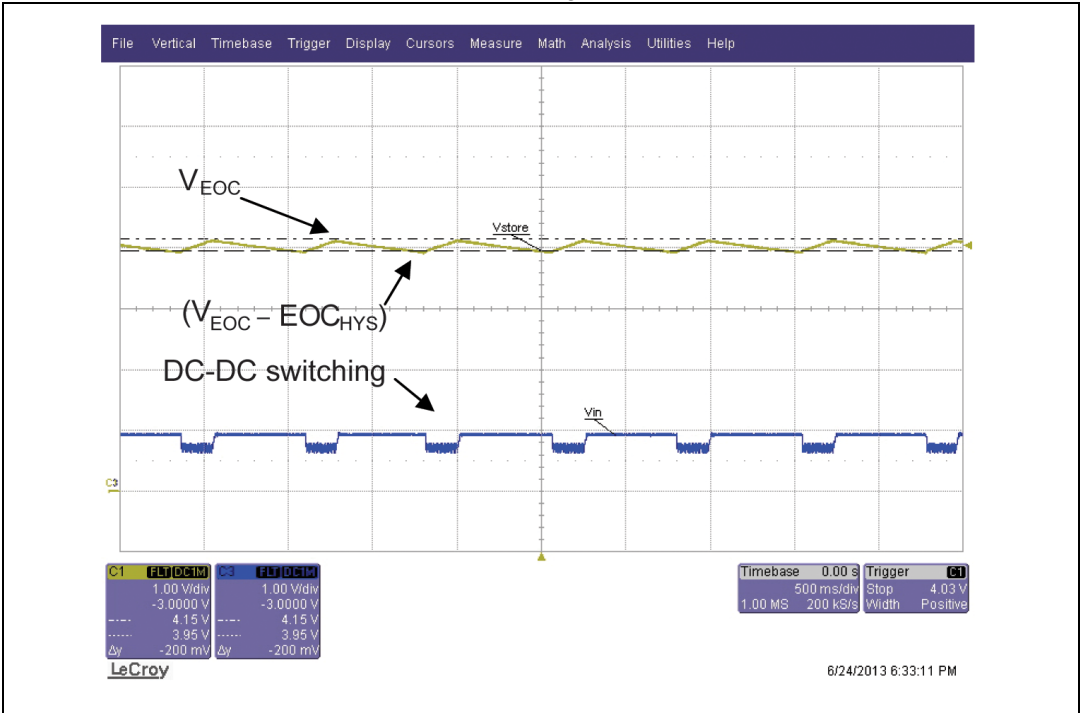 File Vertical Timebase Trigger Display Cursors Measure Math Analysis Utilities Help
VEOC
Vstore
(VEOC – EOCHYS)
DC-DC switching
Vin
C3
C1 FLT DC1M
1.00 V/div
-3.0000 V
4.15 V
3.95 V
Δy -200 mV
C3 FLT DC1M
1.00 V/div
-3.0000 V
4.15 V
3.95 V
Δy -200 mV
Timebase 0.00 s
500 ms/div
1.00 MS 200 kS/s
Trigger C1
Stop 4.03 V
Width Positive
LeCroy
6/24/2013 6:33:11 PM